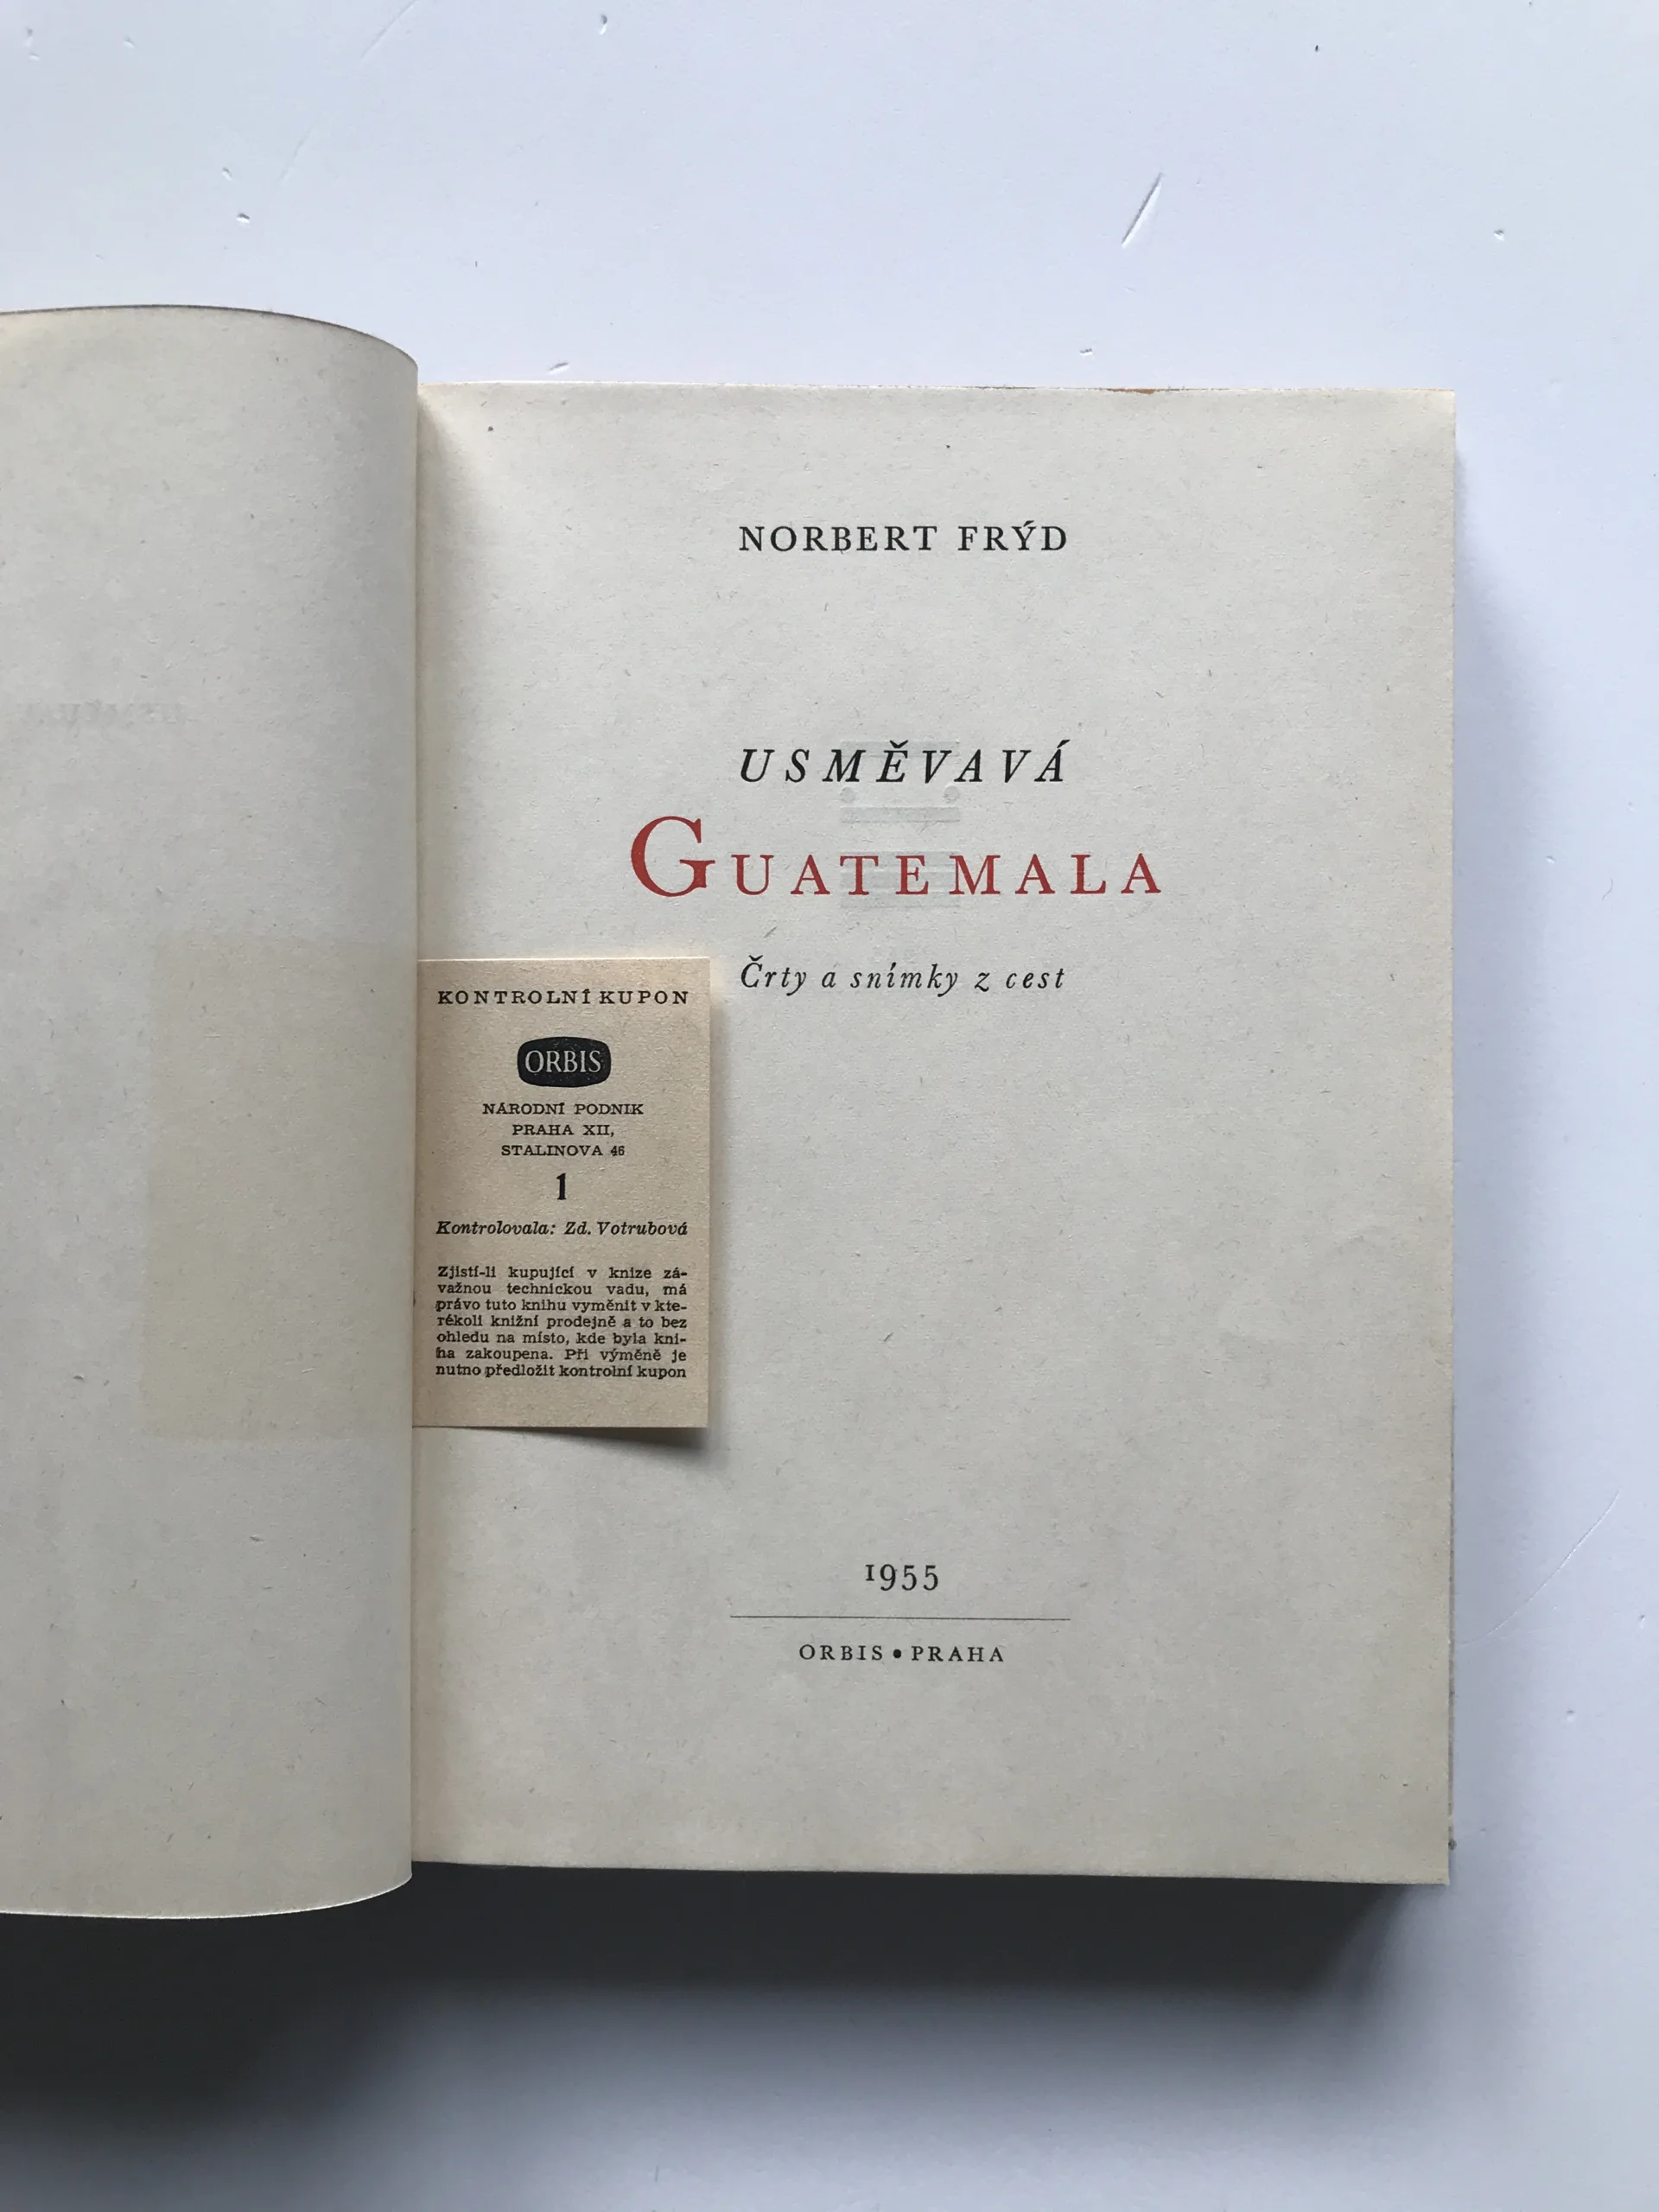 NORBERT FRÝD
USMĚVAVÁ
GUATEMALA
Črty a snímky z cest
KONTROLNÍ KUPON
ORBIS
NÁRODNÍ PODNIK
PRAHA XII,
STALINOVA 46
1
Kontrolovala: Zd. Votrubová
Zjistí-li kupující v knize zá-
važnou technickou vadu, má
právo tuto knihu vyměnit v kte-
rékoli knižní prodejně a to bez
ohledu na místo, kde byla kni-
ha zakoupena. Při výměně je
nutno předložit kontrolní kupon
1955
ORBIS • PRAHA